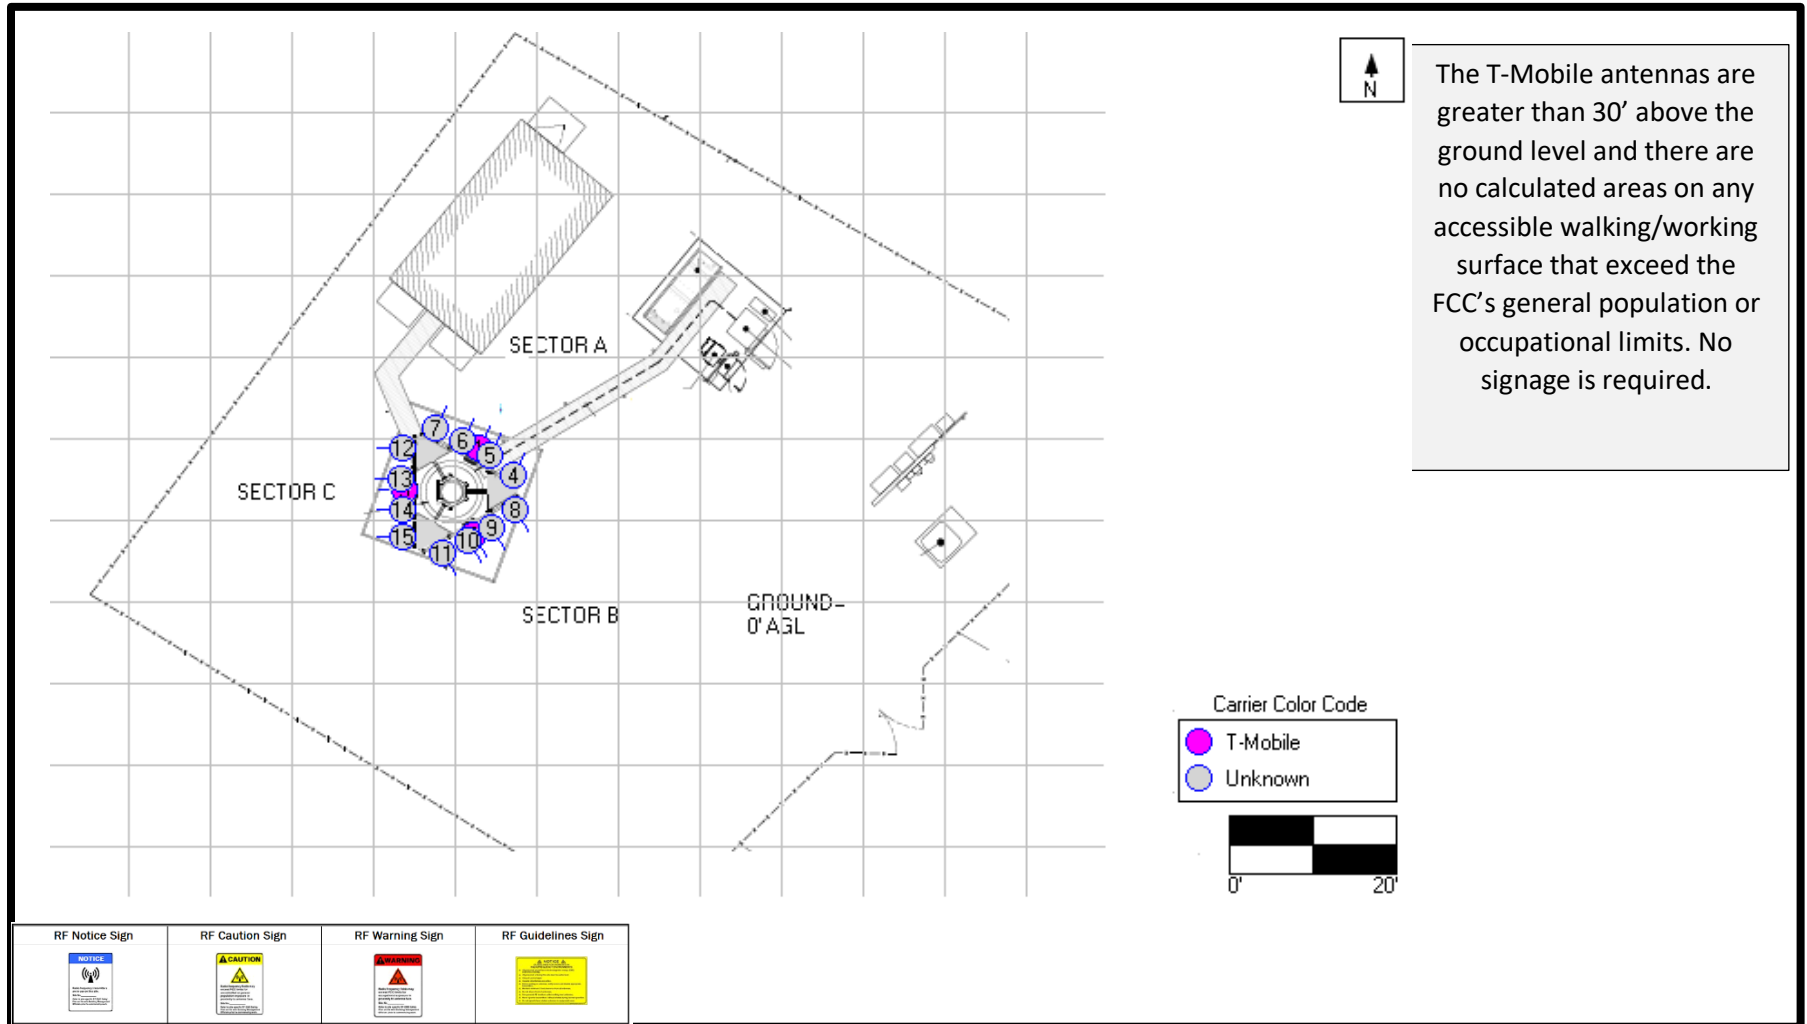 N
The T-Mobile antennas are
greater than 30’ above the
ground level and there are
no calculated areas on any
accessible walking/working
surface that exceed the
FCC’s general population or
occupational limits. No
signage is required.
SECTOR A
7
6
5
12
4
13
SECTOR C
14
8
9
15
10
11
SECTOR B
GROUND-
0' AGL
Carrier Color Code
T-Mobile
Unknown
0' 20'
RF Notice Sign
RF Caution Sign
RF Warning Sign
RF Guidelines Sign
NOTICE
CAUTION
WARNING
NOTICE